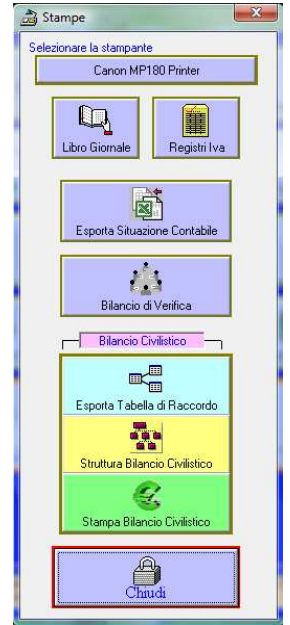 Stampe
Selezionare la stampante
Canon MP180 Printer
Libro Giornale Registri Iva
Esporta Situazione Contabile
Bilancio di Verifica
Bilancio Civilistico
Esporta Tabella di Raccordo
Struttura Bilancio Civilistico
Stampa Bilancio Civilistico
Chiudi